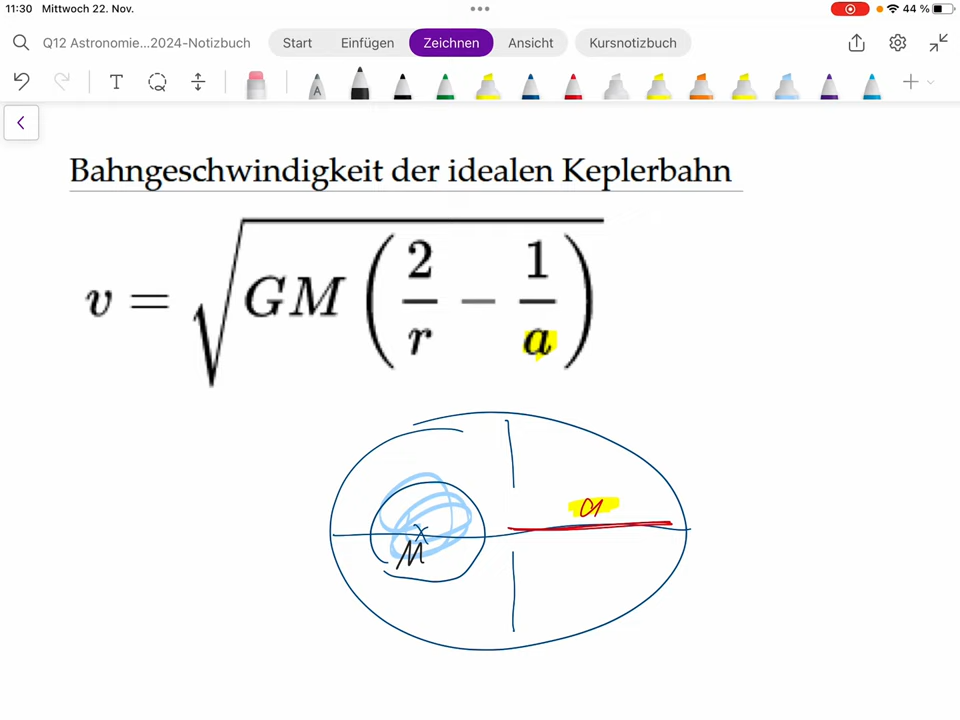 11:30 Mittwoch 22. Nov. 44 %
Q12 Astronomie...2024-Notizbuch Start Einfügen Zeichnen Ansicht Kursnotizbuch
T A
Bahngeschwindigkeit der idealen Keplerbahn
v = √(GM (2/r − 1/a))
a
M